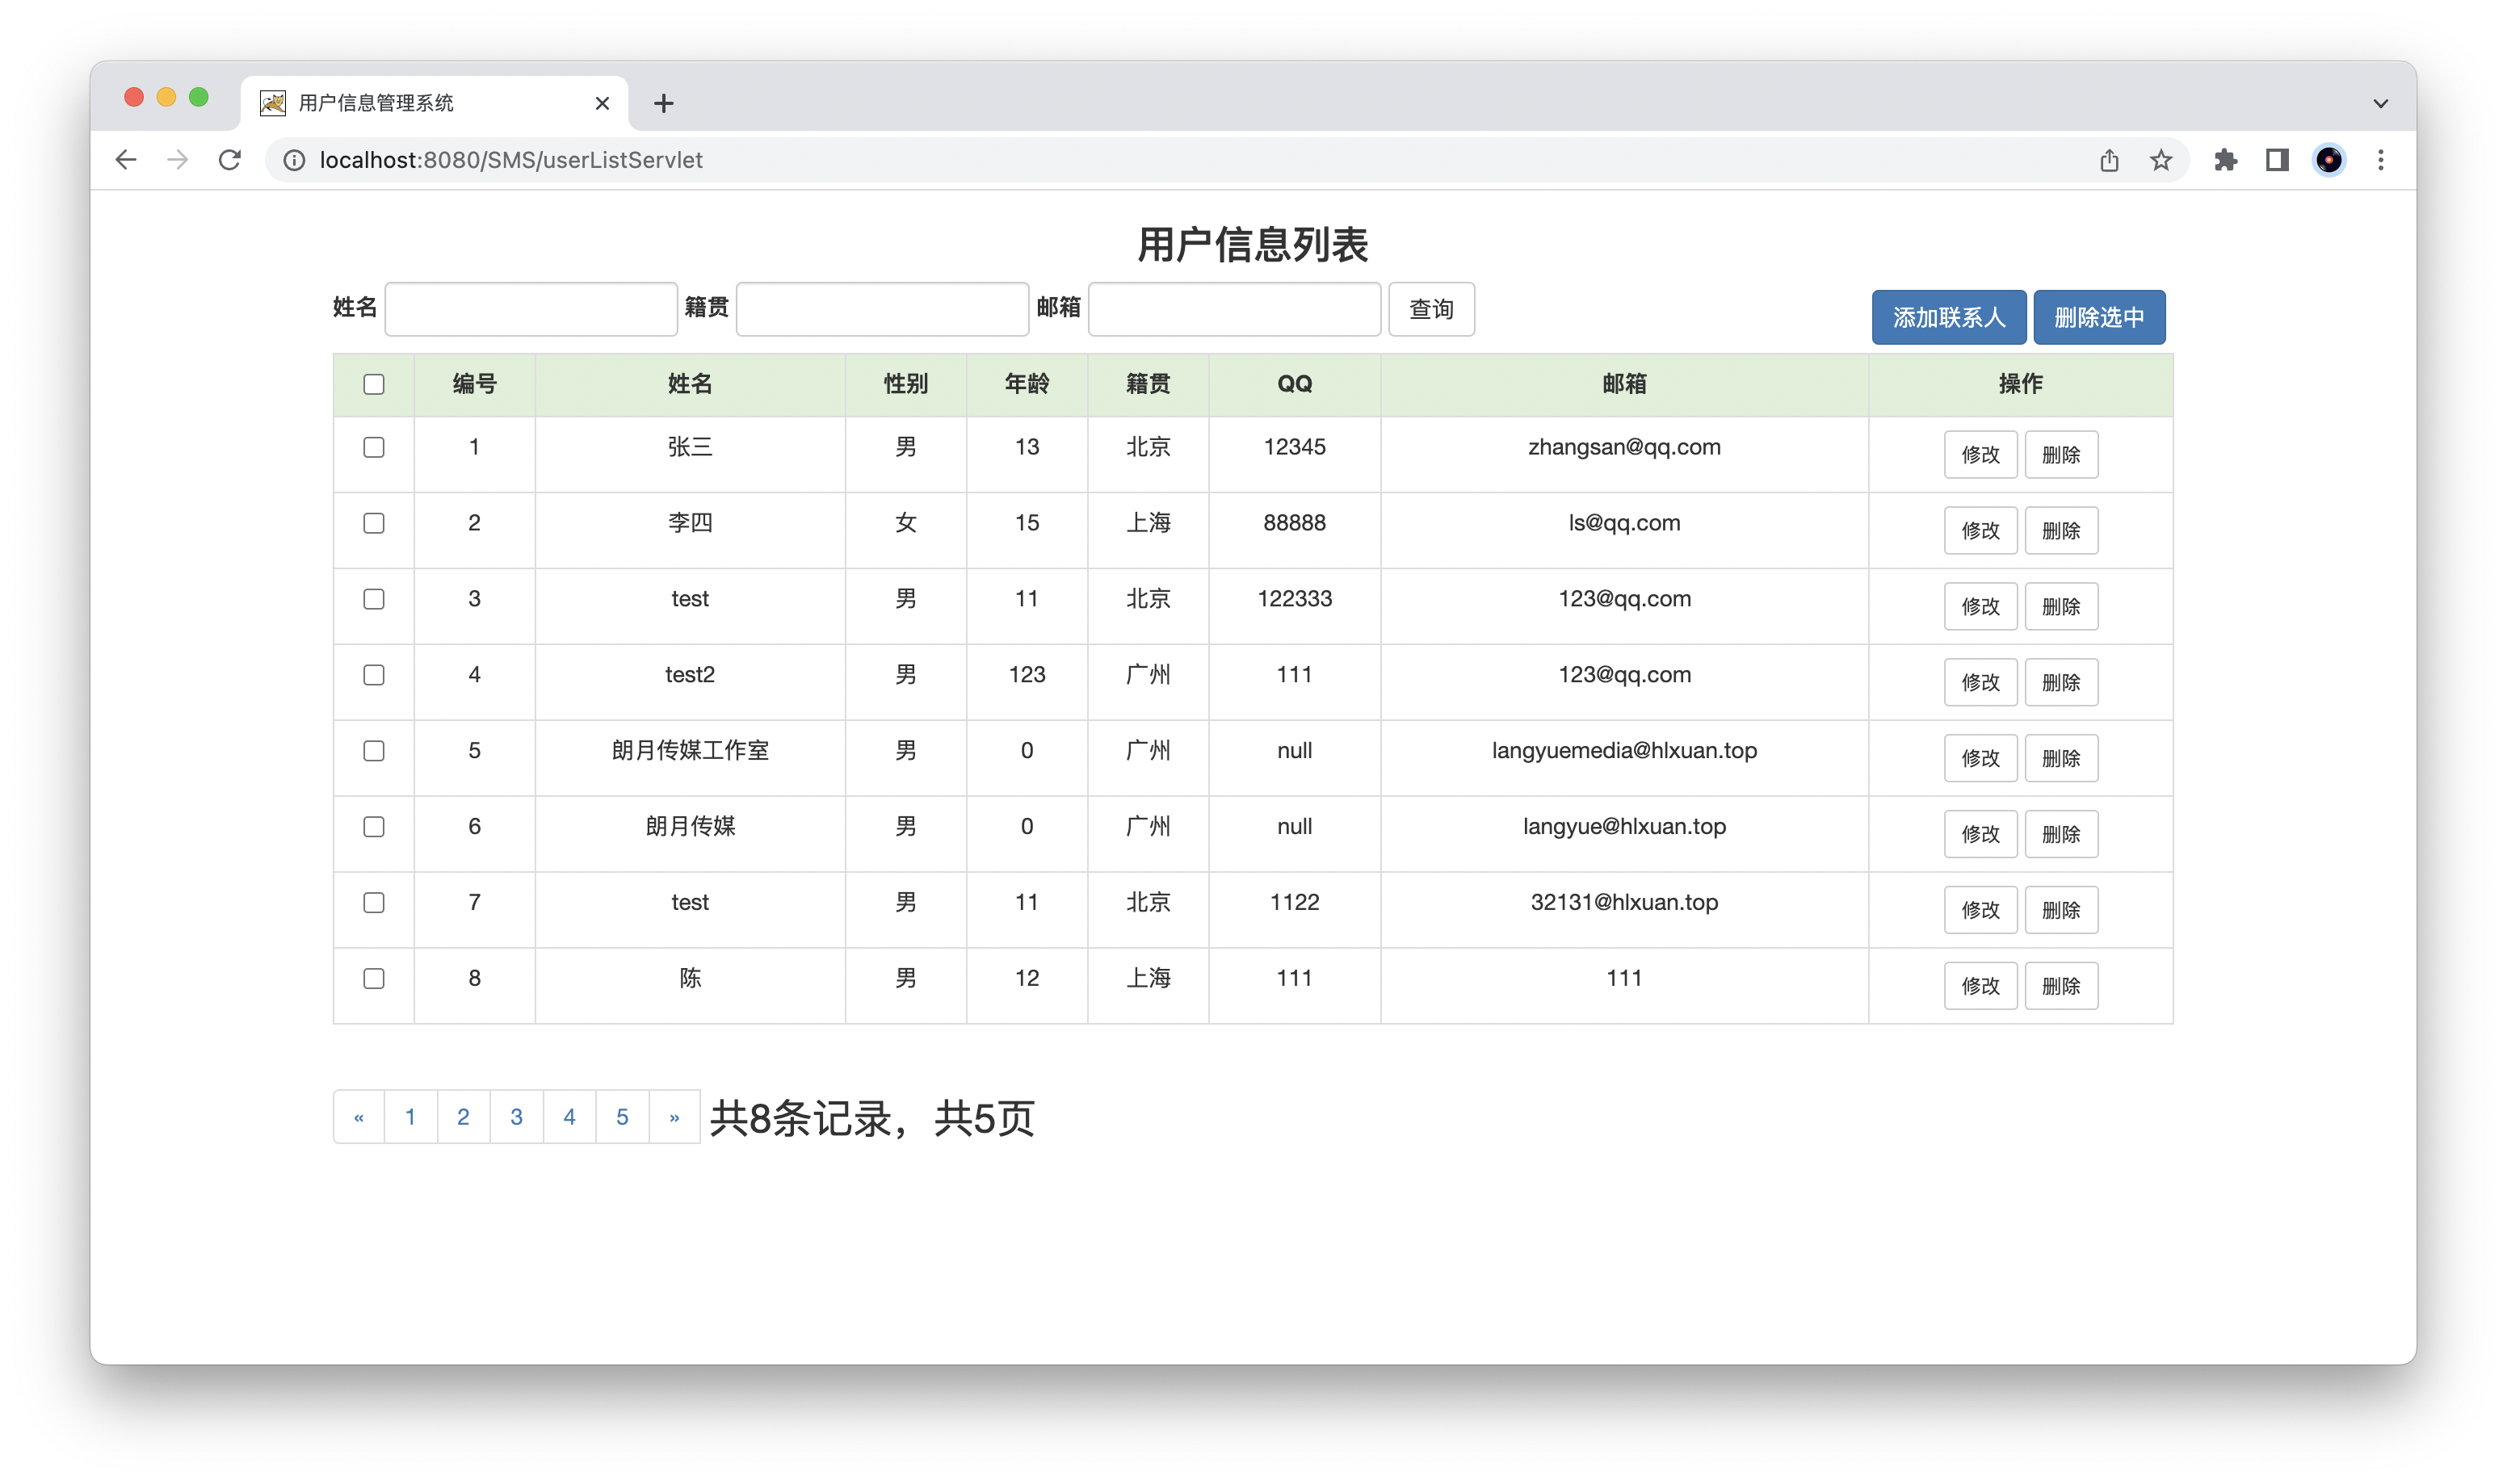 用户信息管理系统
localhost:8080/SMS/userListServlet
用户信息列表
姓名 籍贯 邮箱 查询 添加联系人 删除选中
编号 姓名 性别 年龄 籍贯 QQ 邮箱 操作
1 张三 男 13 北京 12345 zhangsan@qq.com 修改 删除
2 李四 女 15 上海 88888 ls@qq.com 修改 删除
3 test 男 11 北京 122333 123@qq.com 修改 删除
4 test2 男 123 广州 111 123@qq.com 修改 删除
5 朗月传媒工作室 男 0 广州 null langyuemedia@hlxuan.top 修改 删除
6 朗月传媒 男 0 广州 null langyue@hlxuan.top 修改 删除
7 test 男 11 北京 1122 32131@hlxuan.top 修改 删除
8 陈 男 12 上海 111 111 修改 删除
« 1 2 3 4 5 » 共8条记录，共5页